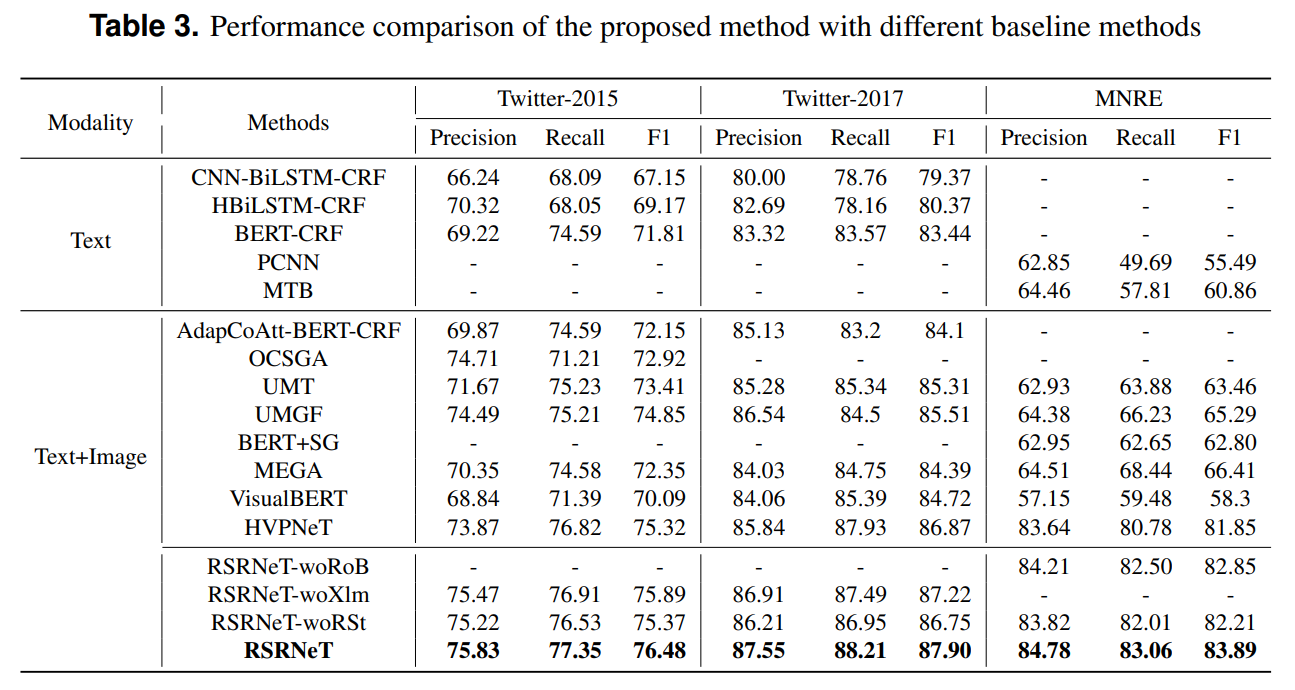 Table 3. Performance comparison of the proposed method with different baseline methods
Modality Methods Twitter-2015 Twitter-2017 MNRE
Precision Recall F1 Precision Recall F1 Precision Recall F1
Text
CNN-BiLSTM-CRF 66.24 68.09 67.15 80.00 78.76 79.37 - - -
HBiLSTM-CRF 70.32 68.05 69.17 82.69 78.16 80.37 - - -
BERT-CRF 69.22 74.59 71.81 83.32 83.57 83.44 - - -
PCNN - - - - - - 62.85 49.69 55.49
MTB - - - - - - 64.46 57.81 60.86
Text+Image
AdapCoAtt-BERT-CRF 69.87 74.59 72.15 85.13 83.2 84.1 - - -
OCSGA 74.71 71.21 72.92 - - - - - -
UMT 71.67 75.23 73.41 85.28 85.34 85.31 62.93 63.88 63.46
UMGF 74.49 75.21 74.85 86.54 84.5 85.51 64.38 66.23 65.29
BERT+SG - - - - - - 62.95 62.65 62.80
MEGA 70.35 74.58 72.35 84.03 84.75 84.39 64.51 68.44 66.41
VisualBERT 68.84 71.39 70.09 84.06 85.39 84.72 57.15 59.48 58.3
HVPNeT 73.87 76.82 75.32 85.84 87.93 86.87 83.64 80.78 81.85
RSRNeT-woRoB - - - - - - 84.21 82.50 82.85
RSRNeT-woXlm 75.47 76.91 75.89 86.91 87.49 87.22 - - -
RSRNeT-woRSt 75.22 76.53 75.37 86.21 86.95 86.75 83.82 82.01 82.21
RSRNeT 75.83 77.35 76.48 87.55 88.21 87.90 84.78 83.06 83.89